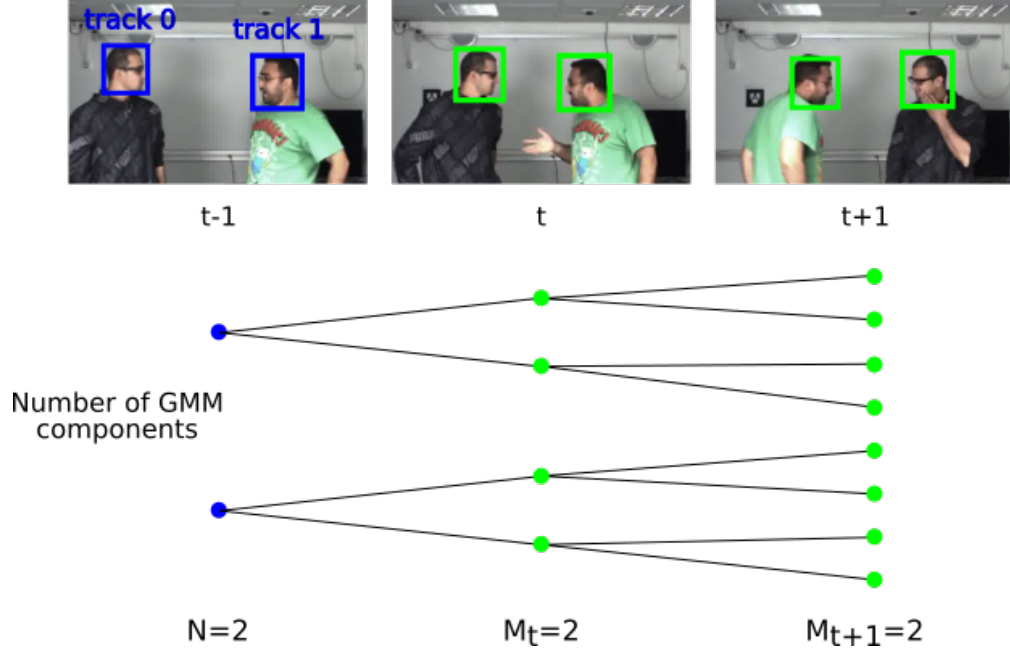 track 0
track 1
t-1
t
t+1
Number of GMM
components
N=2
Mt=2
Mt+1=2